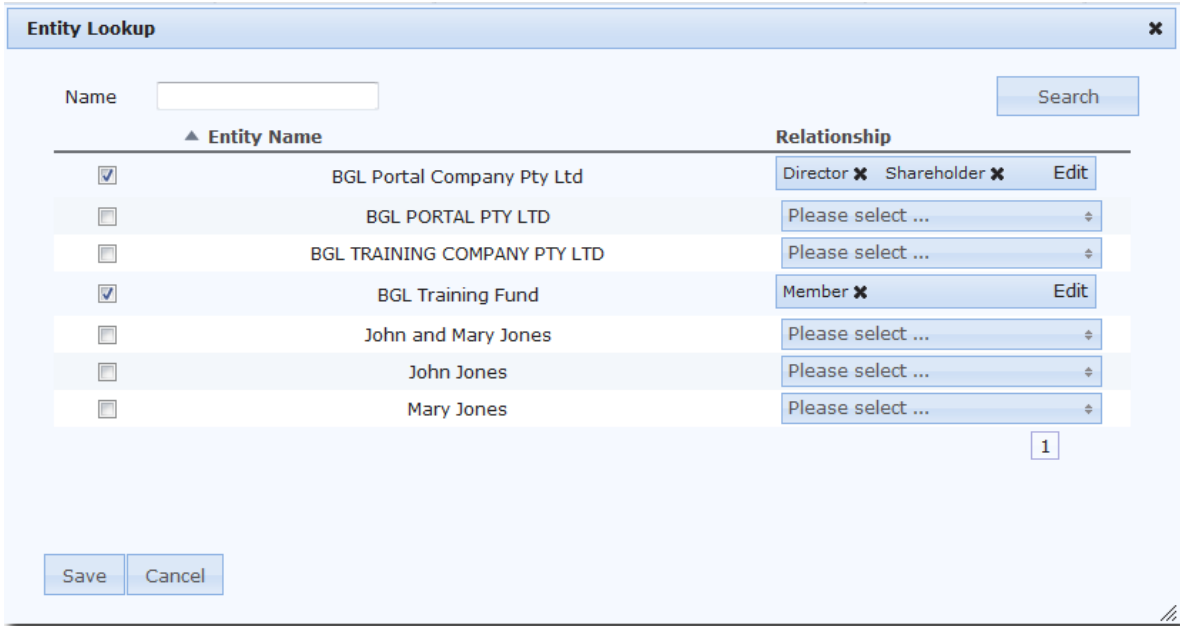 Entity Lookup
Name Search
Entity Name Relationship
BGL Portal Company Pty Ltd Director Shareholder Edit
BGL PORTAL PTY LTD Please select ...
BGL TRAINING COMPANY PTY LTD Please select ...
BGL Training Fund Member Edit
John and Mary Jones Please select ...
John Jones Please select ...
Mary Jones Please select ...
1
Save Cancel